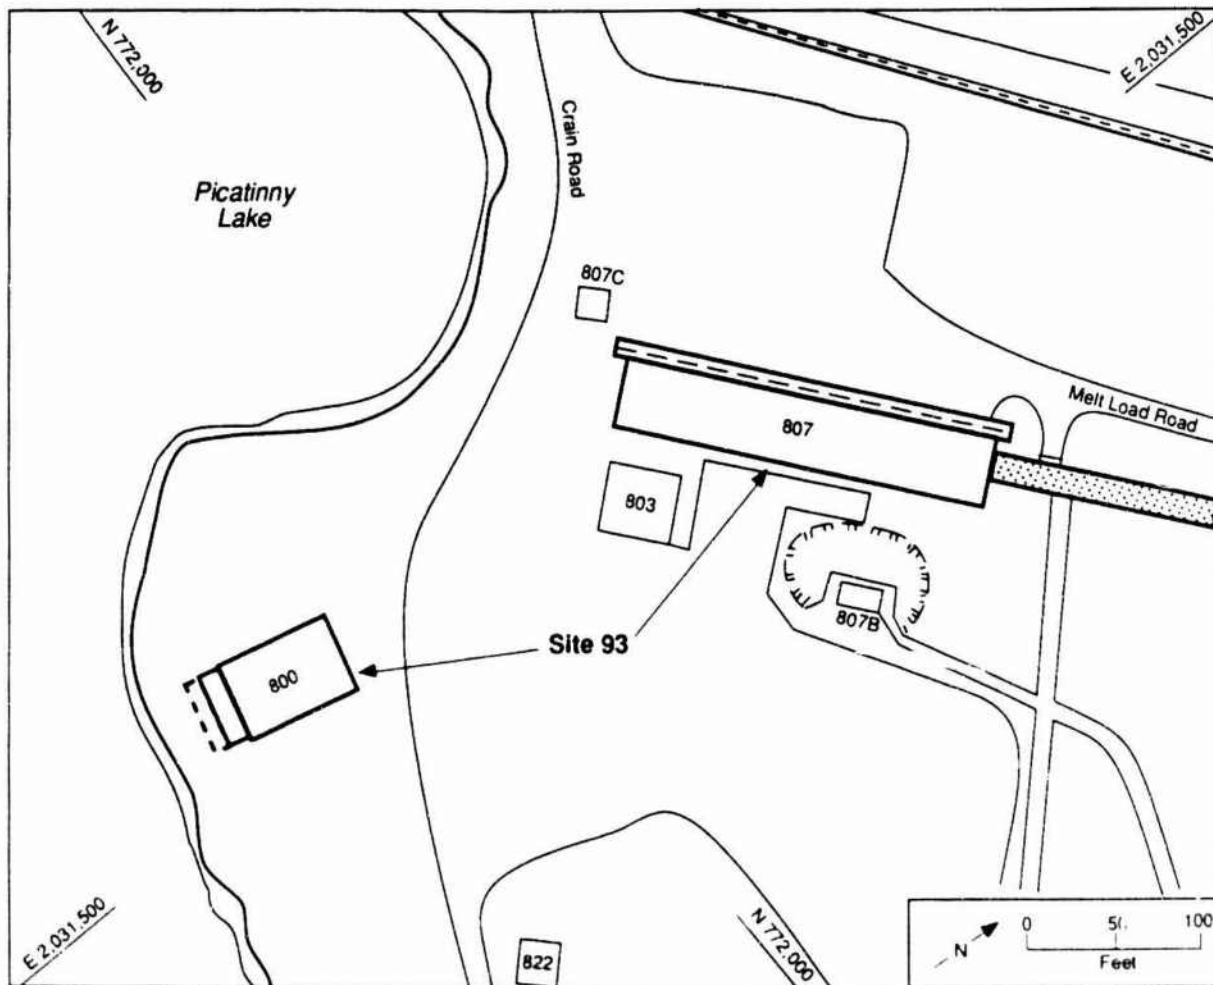 N 772,000
E 2,031,500
Crain Road
Picatinny
Lake
807C
Melt Load Road
807
803
807B
Site 93
800
E 2,031,500
N 772,000
822
N
0 50 100
Feet